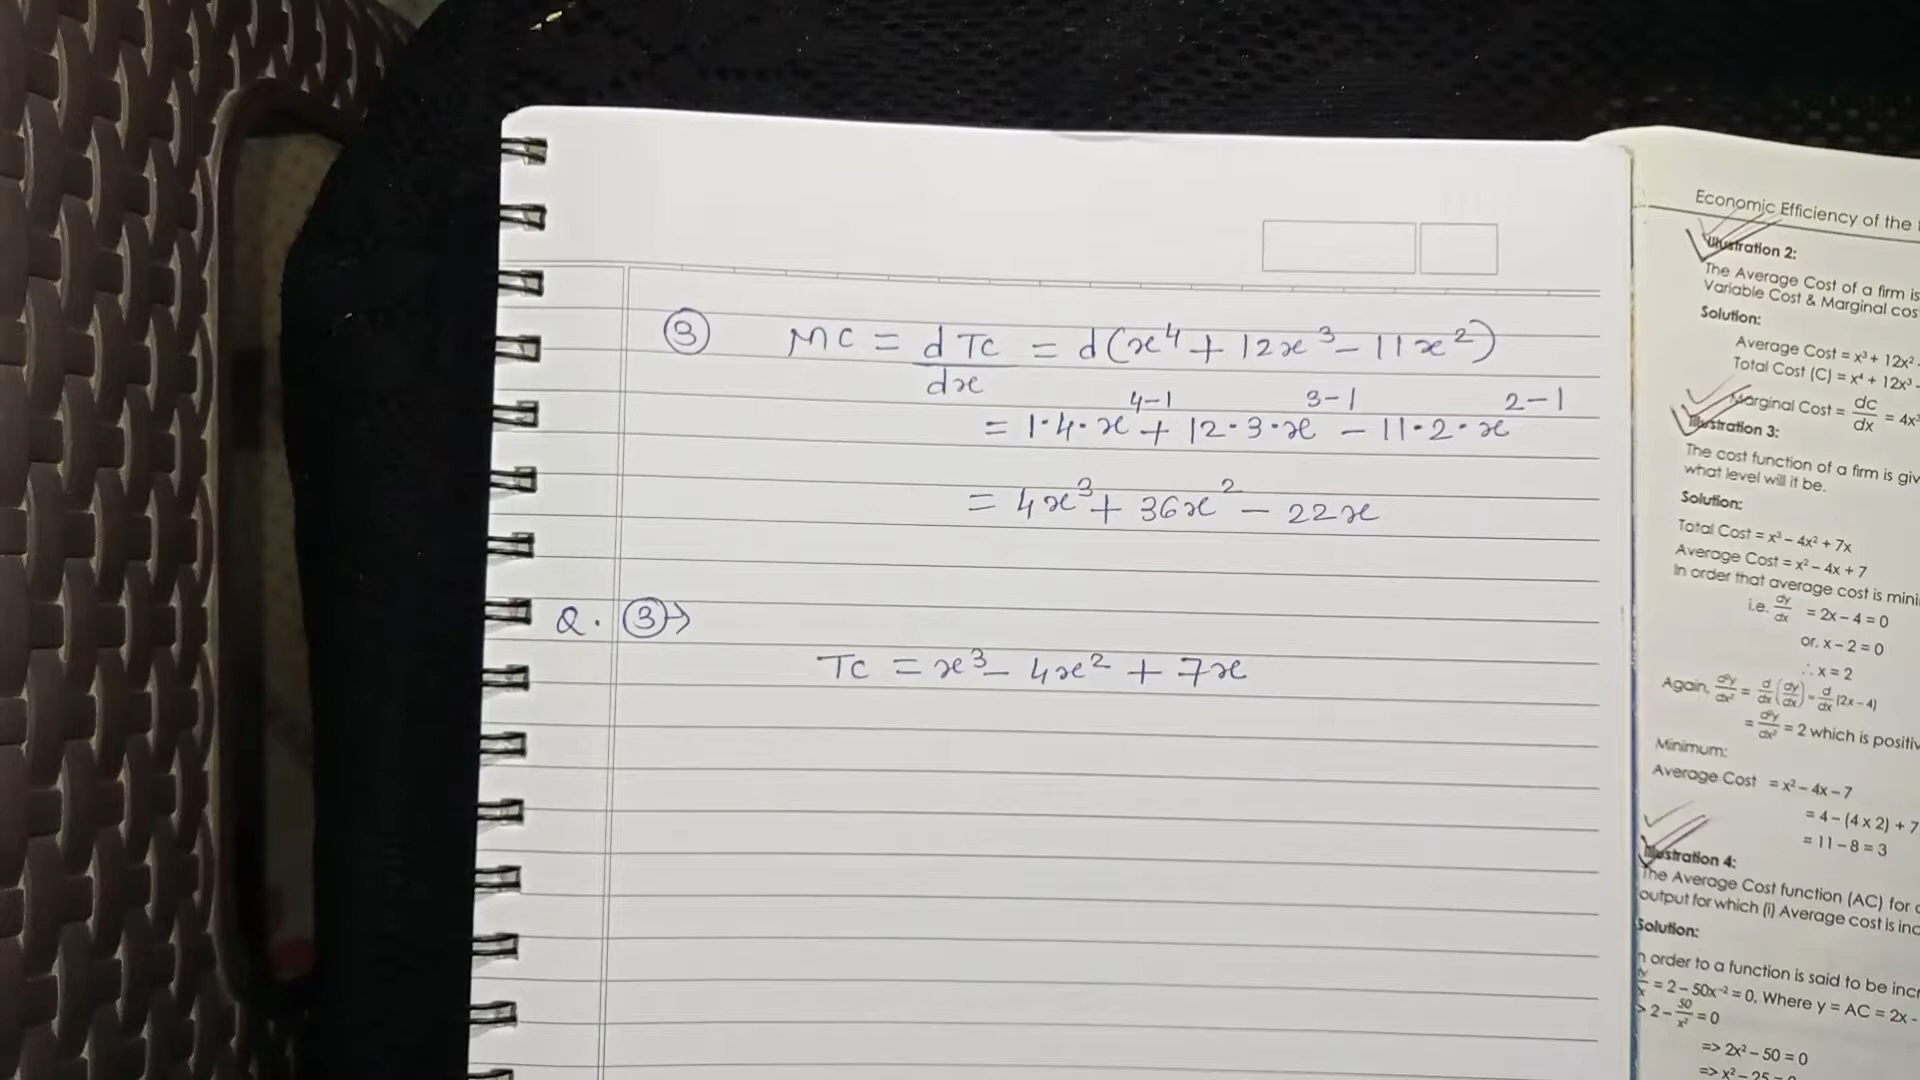 ③ MC = dTC/dx = d(x⁴ + 12x³ – 11x²)
= 1·4·x⁴⁻¹ + 12·3·x³⁻¹ – 11·2·x²⁻¹
= 4x³ + 36x² – 22x
Q. ③→
TC = x³ – 4x² + 7x
Economic Efficiency of the
Illustration 2:
The Average Cost of a firm is
Variable Cost & Marginal cos
Solution:
Average Cost = x³ + 12x²
Total Cost (C) = x⁴ + 12x³ –
Marginal Cost = dc/dx = 4x³
Illustration 3:
The cost function of a firm is giv
what level will it be.
Solution:
Total Cost = x³ – 4x² + 7x
Average Cost = x² – 4x + 7
In order that average cost is mini
i.e. dy/dx = 2x – 4 = 0
or, x – 2 = 0
∴ x = 2
Again, d²y/dx² = d/dx (dy/dx) = d/dx (2x – 4)
= d²y/dx² = 2 which is positiv
Minimum:
Average Cost = x² – 4x – 7
= 4 – (4 x 2) + 7
= 11 – 8 = 3
Illustration 4:
The Average Cost function (AC) for
output for which (i) Average cost is inc
Solution:
n order to a function is said to be incr
= 2 – 50x⁻² = 0, Where y = AC = 2x -
> 2 – 50/x² = 0
=> 2x² – 50 = 0
=> x² – 25